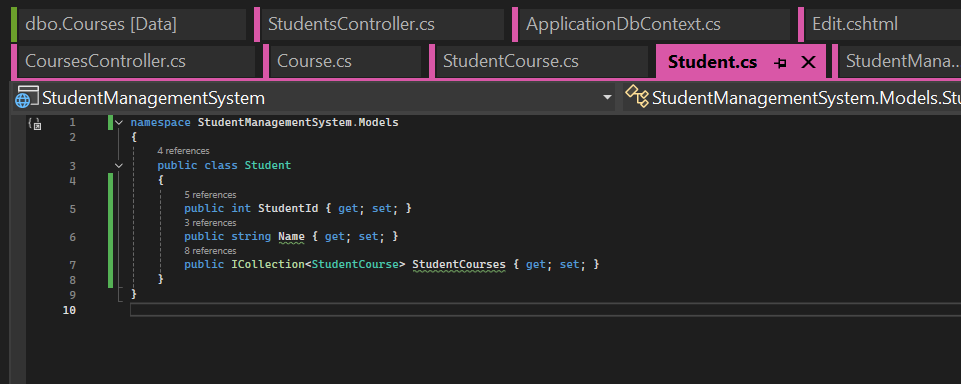 dbo.Courses [Data] StudentsController.cs ApplicationDbContext.cs Edit.cshtml
CoursesController.cs Course.cs StudentCourse.cs Student.cs StudentMana...
StudentManagementSystem StudentManagementSystem.Models.Stu
1 namespace StudentManagementSystem.Models
2 {
4 references
3 public class Student
4 {
5 references
5 public int StudentId { get; set; }
3 references
6 public string Name { get; set; }
8 references
7 public ICollection<StudentCourse> StudentCourses { get; set; }
8 }
9 }
10